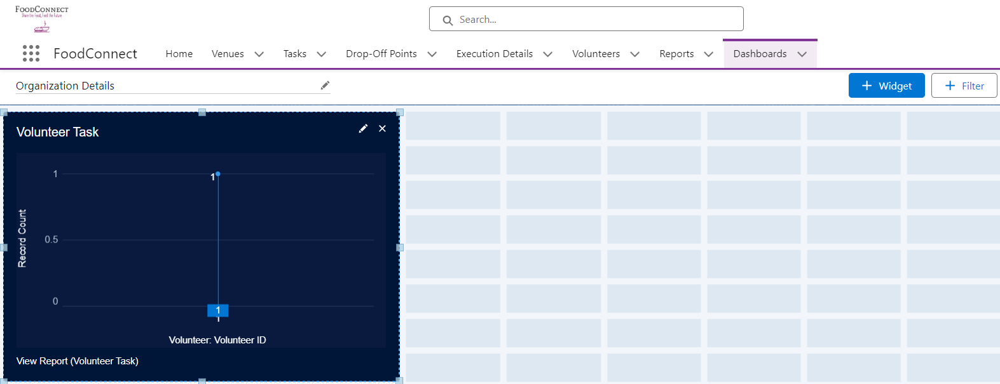 FOODCONNECT
Share the Food, Feed the Future
Search...
FoodConnect
Home
Venues
Tasks
Drop-Off Points
Execution Details
Volunteers
Reports
Dashboards
Organization Details
+ Widget
+ Filter
Volunteer Task
1
1
0.5
Record Count
0
1
Volunteer: Volunteer ID
View Report (Volunteer Task)